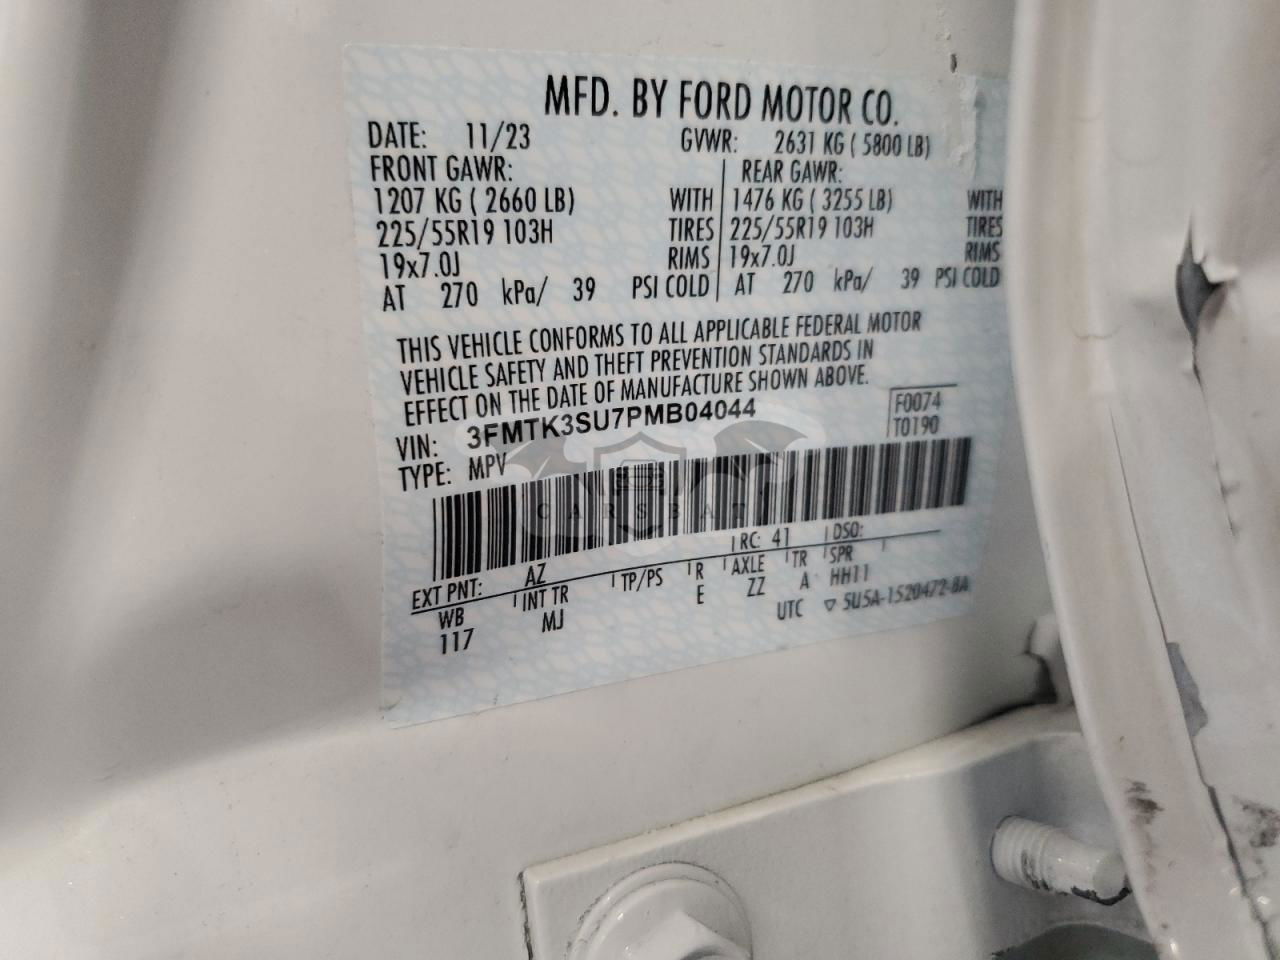 MFD. BY FORD MOTOR CO.
DATE: 11/23 GVWR: 2631 KG ( 5800 LB)
FRONT GAWR: REAR GAWR:
1207 KG ( 2660 LB) WITH 1476 KG ( 3255 LB) WITH
225/55R19 103H TIRES 225/55R19 103H TIRES
19x7.0J RIMS 19x7.0J RIMS
AT 270 kPa/ 39 PSI COLD AT 270 kPa/ 39 PSI COLD
THIS VEHICLE CONFORMS TO ALL APPLICABLE FEDERAL MOTOR
VEHICLE SAFETY AND THEFT PREVENTION STANDARDS IN
EFFECT ON THE DATE OF MANUFACTURE SHOWN ABOVE.
VIN: 3FMTK3SU7PMB04044 F0074
TYPE: MPV T0190
CARSBAT
EXT PNT: AZ RC: 41 DSO:
WB INT TR TP/PS R AXLE TR SPR
117 MJ E ZZ A HH11
UTC ▽ 5U5A-1520472-BA